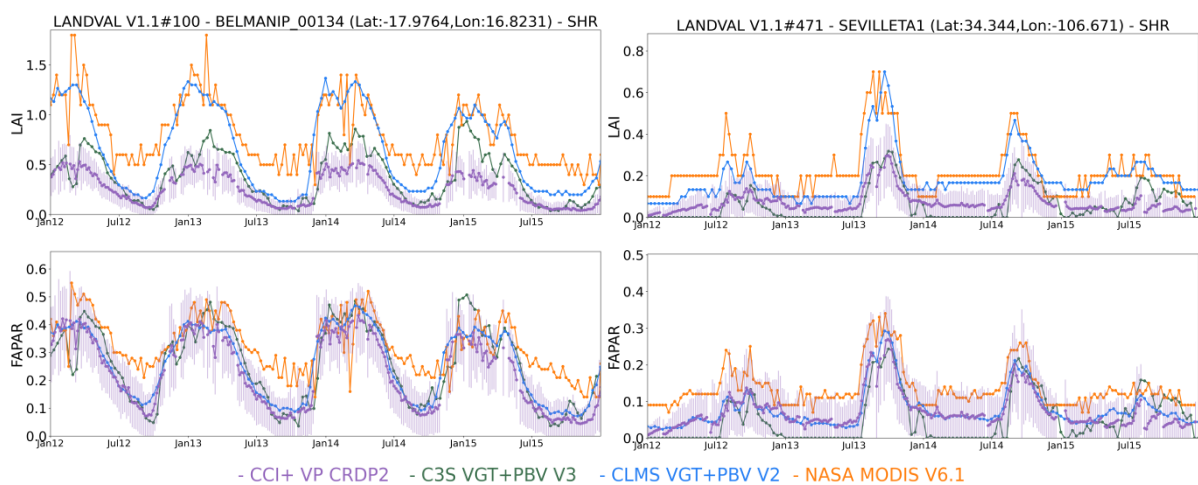 LANDVAL V1.1#100 - BELMANIP_00134 (Lat:-17.9764,Lon:16.8231) - SHR
LAI
1.5
1.0
0.5
0.0
Jan12 Jul12 Jan13 Jul13 Jan14 Jul14 Jan15 Jul15
LANDVAL V1.1#471 - SEVILLETA1 (Lat:34.344,Lon:-106.671) - SHR
LAI
0.8
0.6
0.4
0.2
0.0
Jan12 Jul12 Jan13 Jul13 Jan14 Jul14 Jan15 Jul15
FAPAR
0.6
0.5
0.4
0.3
0.2
0.1
0.0
Jan12 Jul12 Jan13 Jul13 Jan14 Jul14 Jan15 Jul15
FAPAR
0.5
0.4
0.3
0.2
0.1
0.0
Jan12 Jul12 Jan13 Jul13 Jan14 Jul14 Jan15 Jul15
- CCI+ VP CRDP2 - C3S VGT+PBV V3 - CLMS VGT+PBV V2 - NASA MODIS V6.1